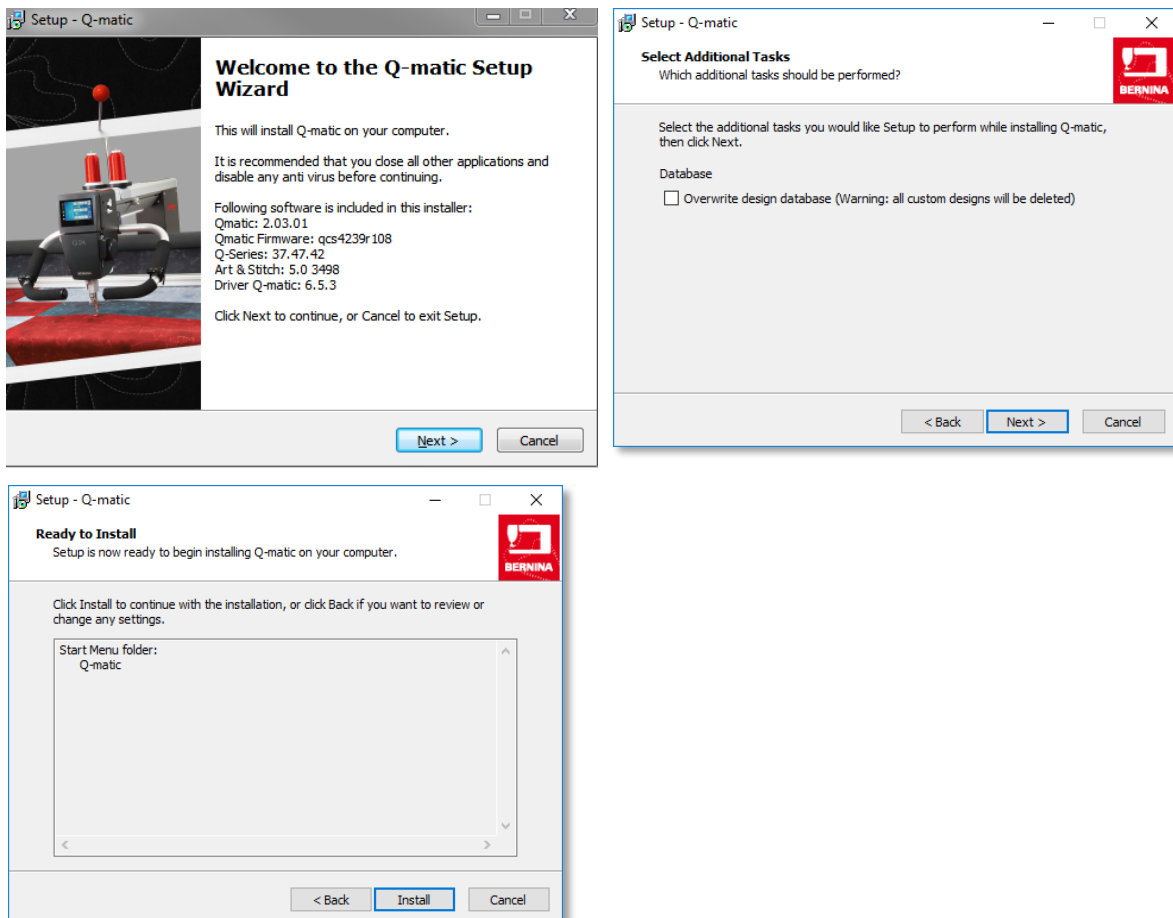 Setup - Q-matic
Welcome to the Q-matic Setup
Wizard
This will install Q-matic on your computer.
It is recommended that you close all other applications and
disable any anti virus before continuing.
Following software is included in this installer:
Qmatic: 2.03.01
Qmatic Firmware: qcs4239r108
Q-Series: 37.47.42
Art & Stitch: 5.0 3498
Driver Q-matic: 6.5.3
Click Next to continue, or Cancel to exit Setup.
Next >
Cancel
Setup - Q-matic
Select Additional Tasks
Which additional tasks should be performed?
BERNINA
Select the additional tasks you would like Setup to perform while installing Q-matic,
then click Next.
Database
Overwrite design database (Warning: all custom designs will be deleted)
< Back
Next >
Cancel
Setup - Q-matic
Ready to Install
Setup is now ready to begin installing Q-matic on your computer.
BERNINA
Click Install to continue with the installation, or click Back if you want to review or
change any settings.
Start Menu folder:
Q-matic
< Back
Install
Cancel